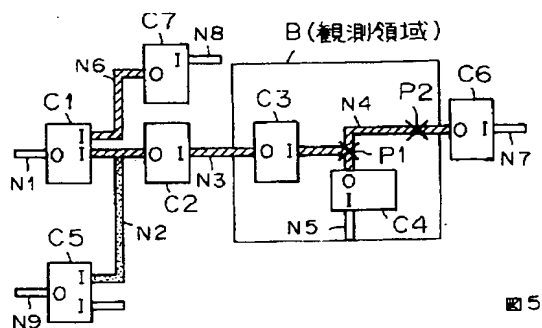 B(観測領域)
C7
N8
I
O
N6
C1
I
O
I
N1
C2
O
I
N3
C3
O
I
N4
P2
P1
C6
I
O
N7
O
I
C4
N5
N2
C5
I
O
I
N9
図5